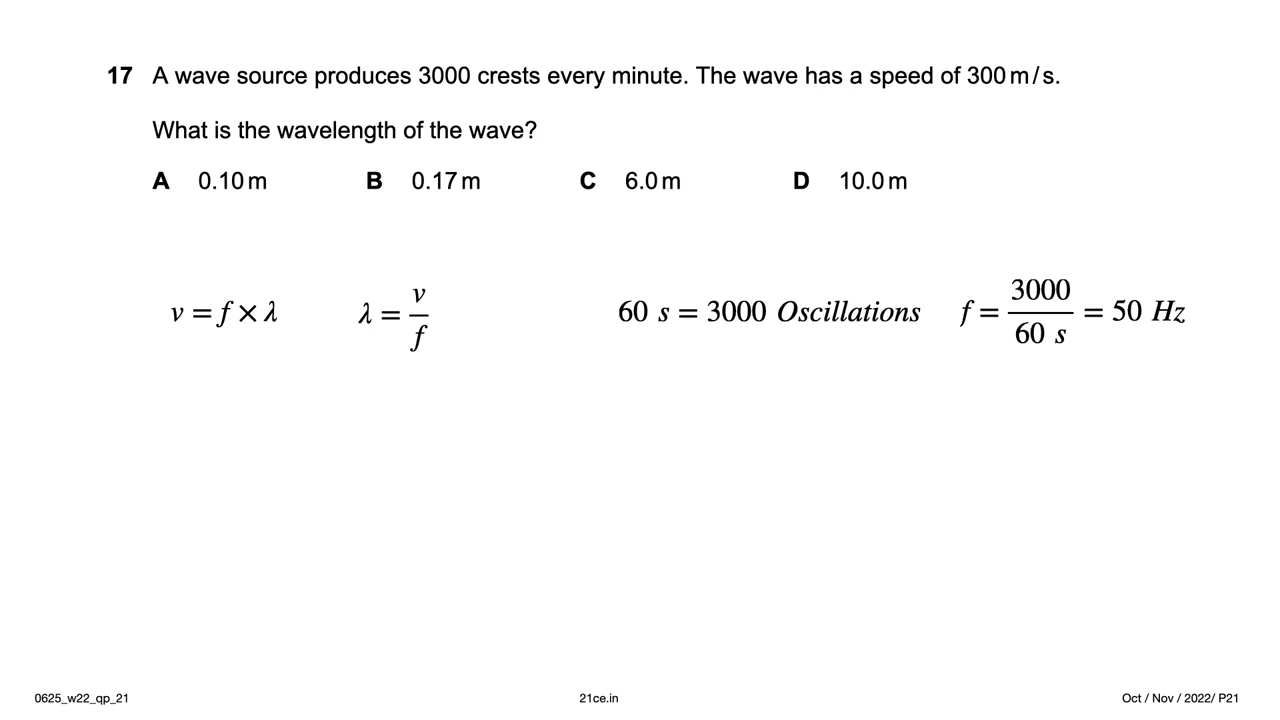 17 A wave source produces 3000 crests every minute. The wave has a speed of 300 m / s.
What is the wavelength of the wave?
A 0.10 m B 0.17 m C 6.0 m D 10.0 m
v = f × λ λ = v/f 60 s = 3000 Oscillations f = 3000/60 s = 50 Hz
0625_w22_qp_21 21ce.in Oct / Nov / 2022/ P21